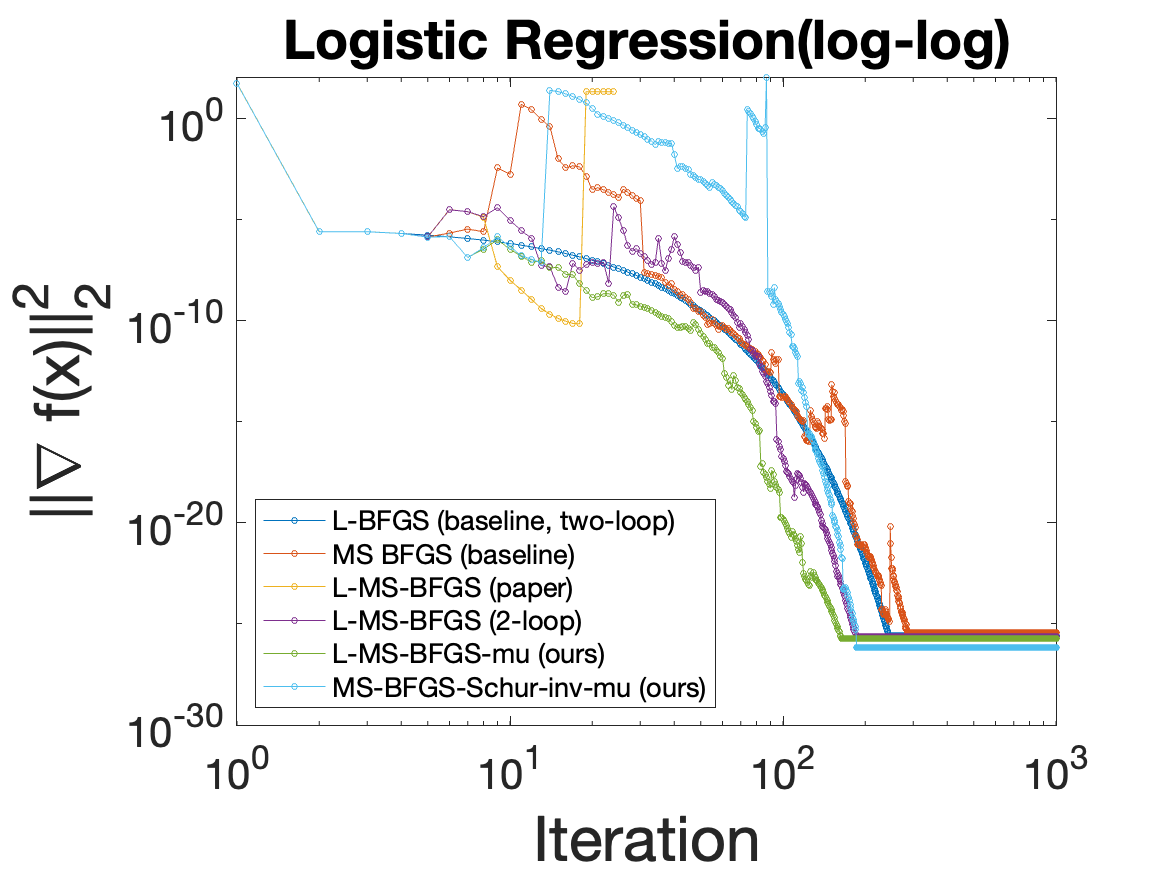 Logistic Regression(log-log)
10^0
10^-10
10^-20
10^-30
||∇ f(x)||_2^2
L-BFGS (baseline, two-loop)
MS BFGS (baseline)
L-MS-BFGS (paper)
L-MS-BFGS (2-loop)
L-MS-BFGS-mu (ours)
MS-BFGS-Schur-inv-mu (ours)
10^0 10^1 10^2 10^3
Iteration